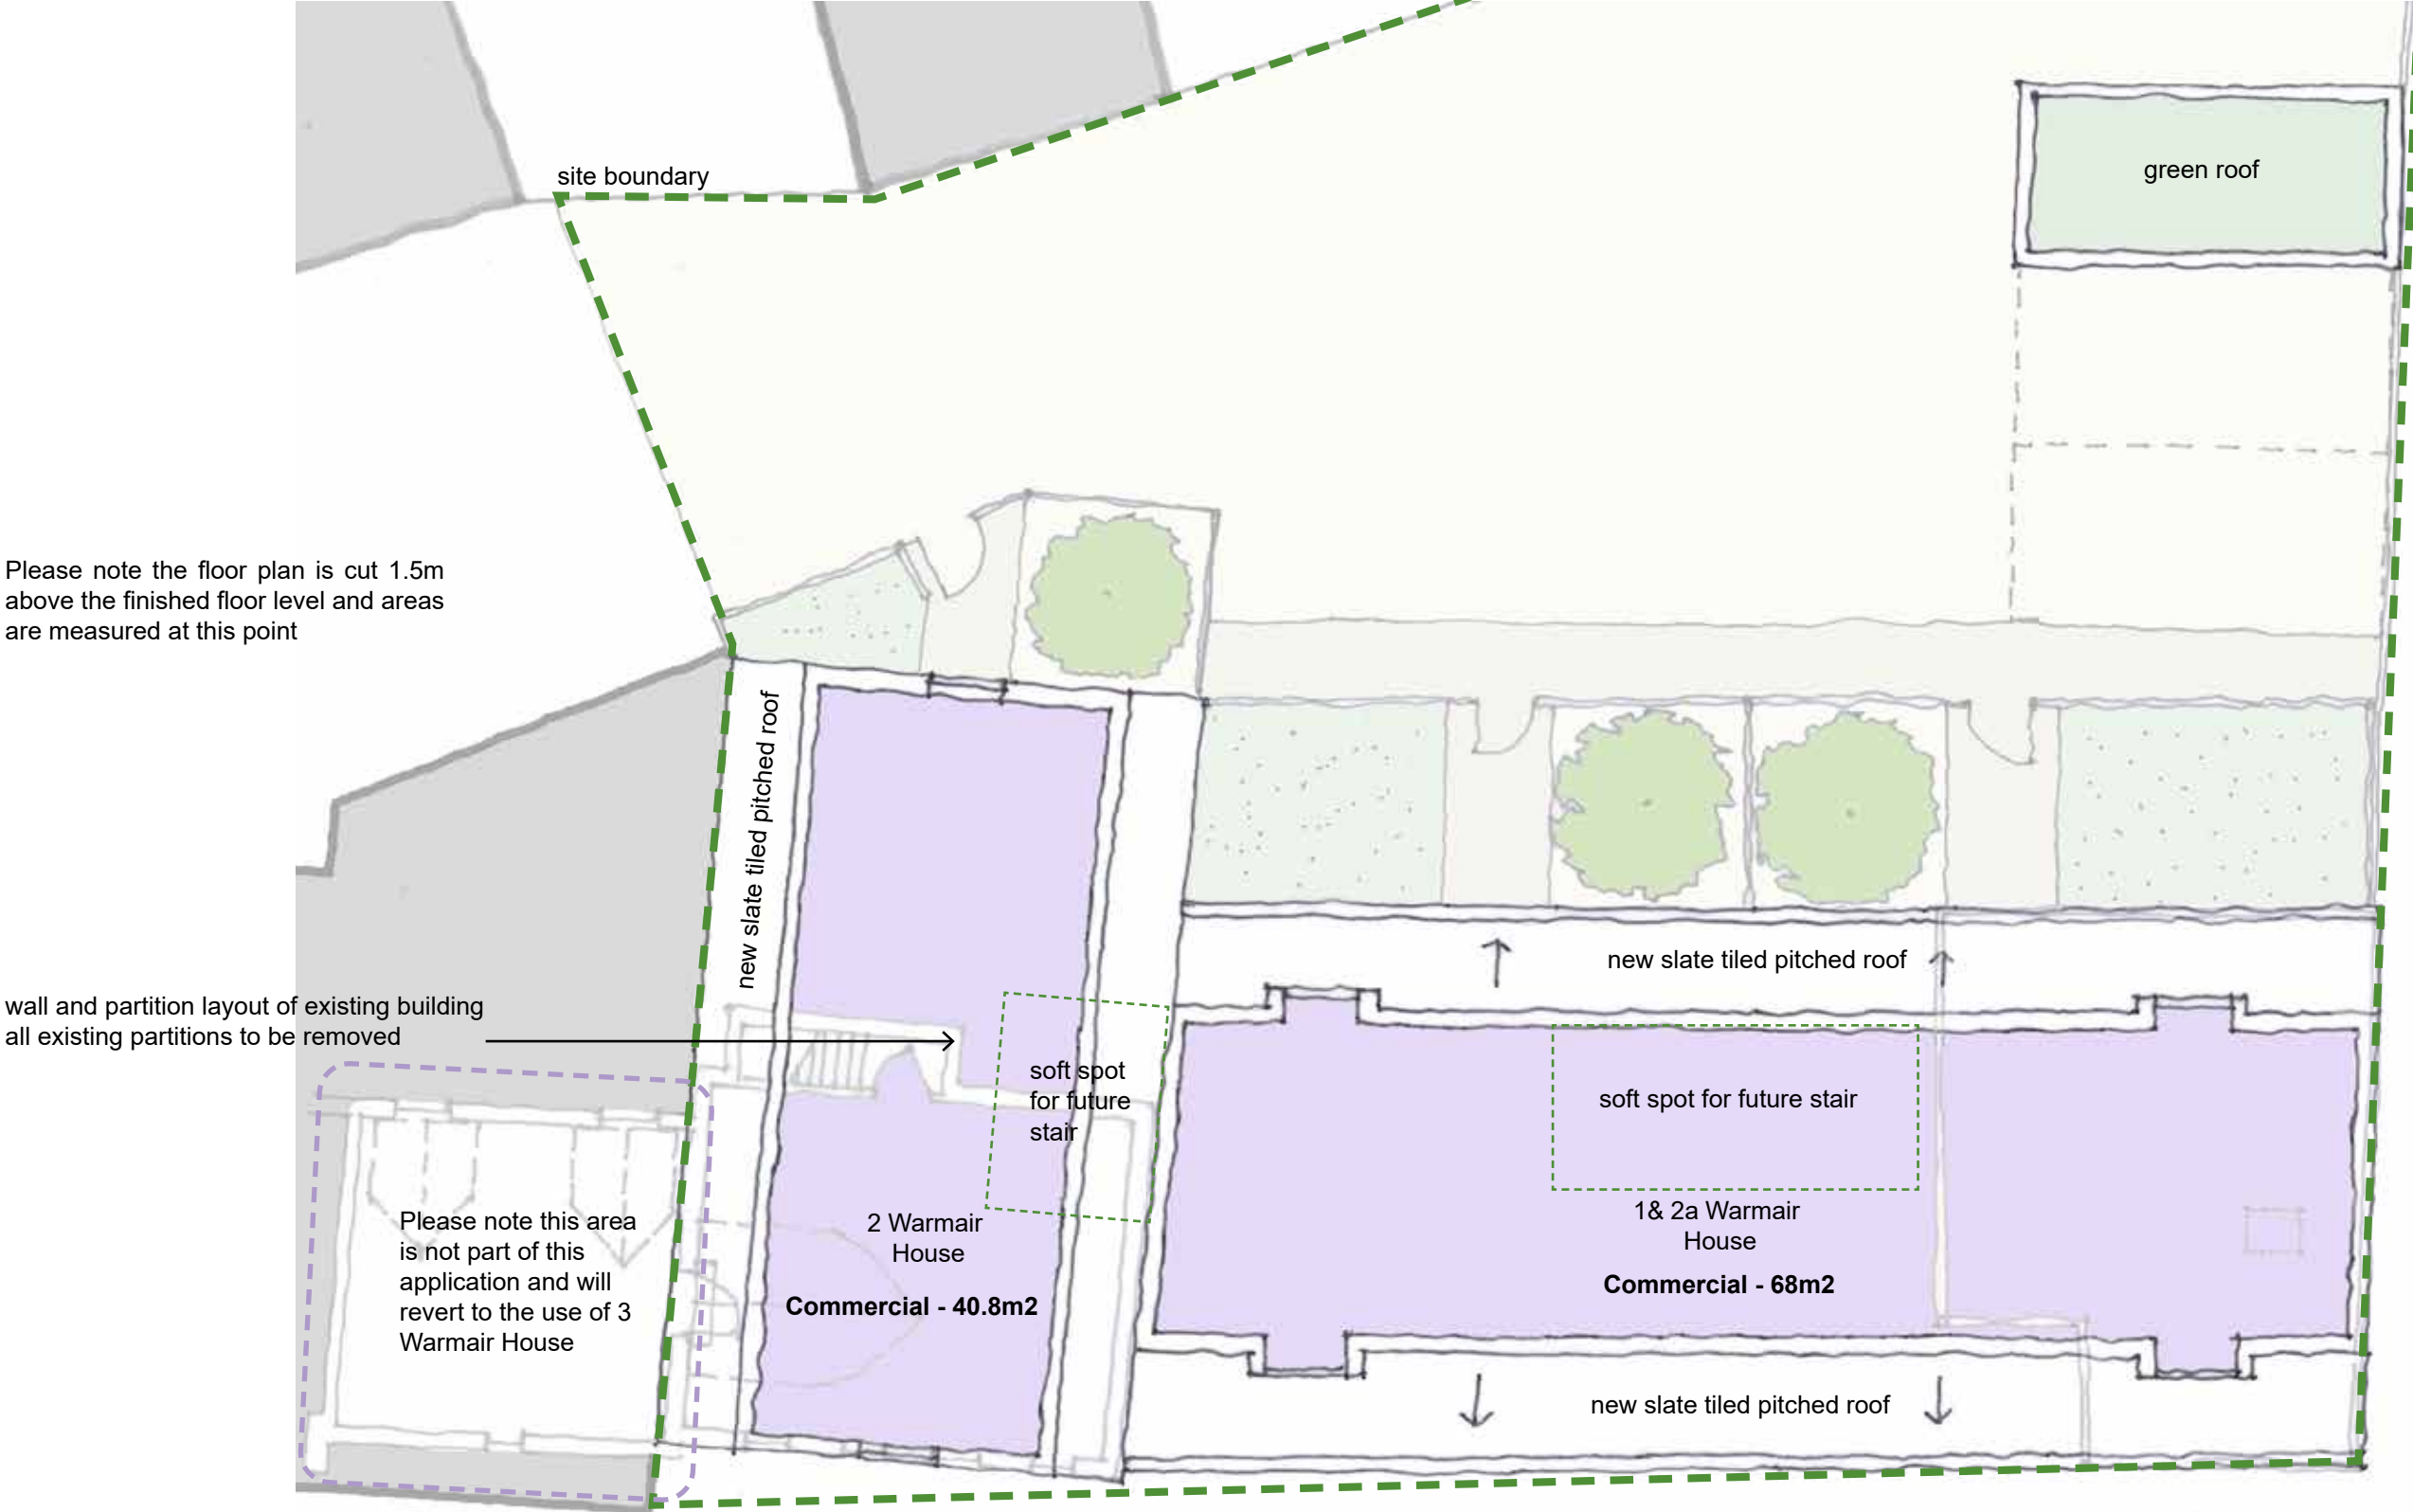 site boundary
green roof
Please note the floor plan is cut 1.5m
above the finished floor level and areas
are measured at this point
new slate tiled pitched roof
new slate tiled pitched roof
wall and partition layout of existing building
all existing partitions to be removed
soft spot
for future
stair
soft spot for future stair
Please note this area
is not part of this
application and will
revert to the use of 3
Warmair House
2 Warmair
House
Commercial - 40.8m2
1& 2a Warmair
House
Commercial - 68m2
new slate tiled pitched roof